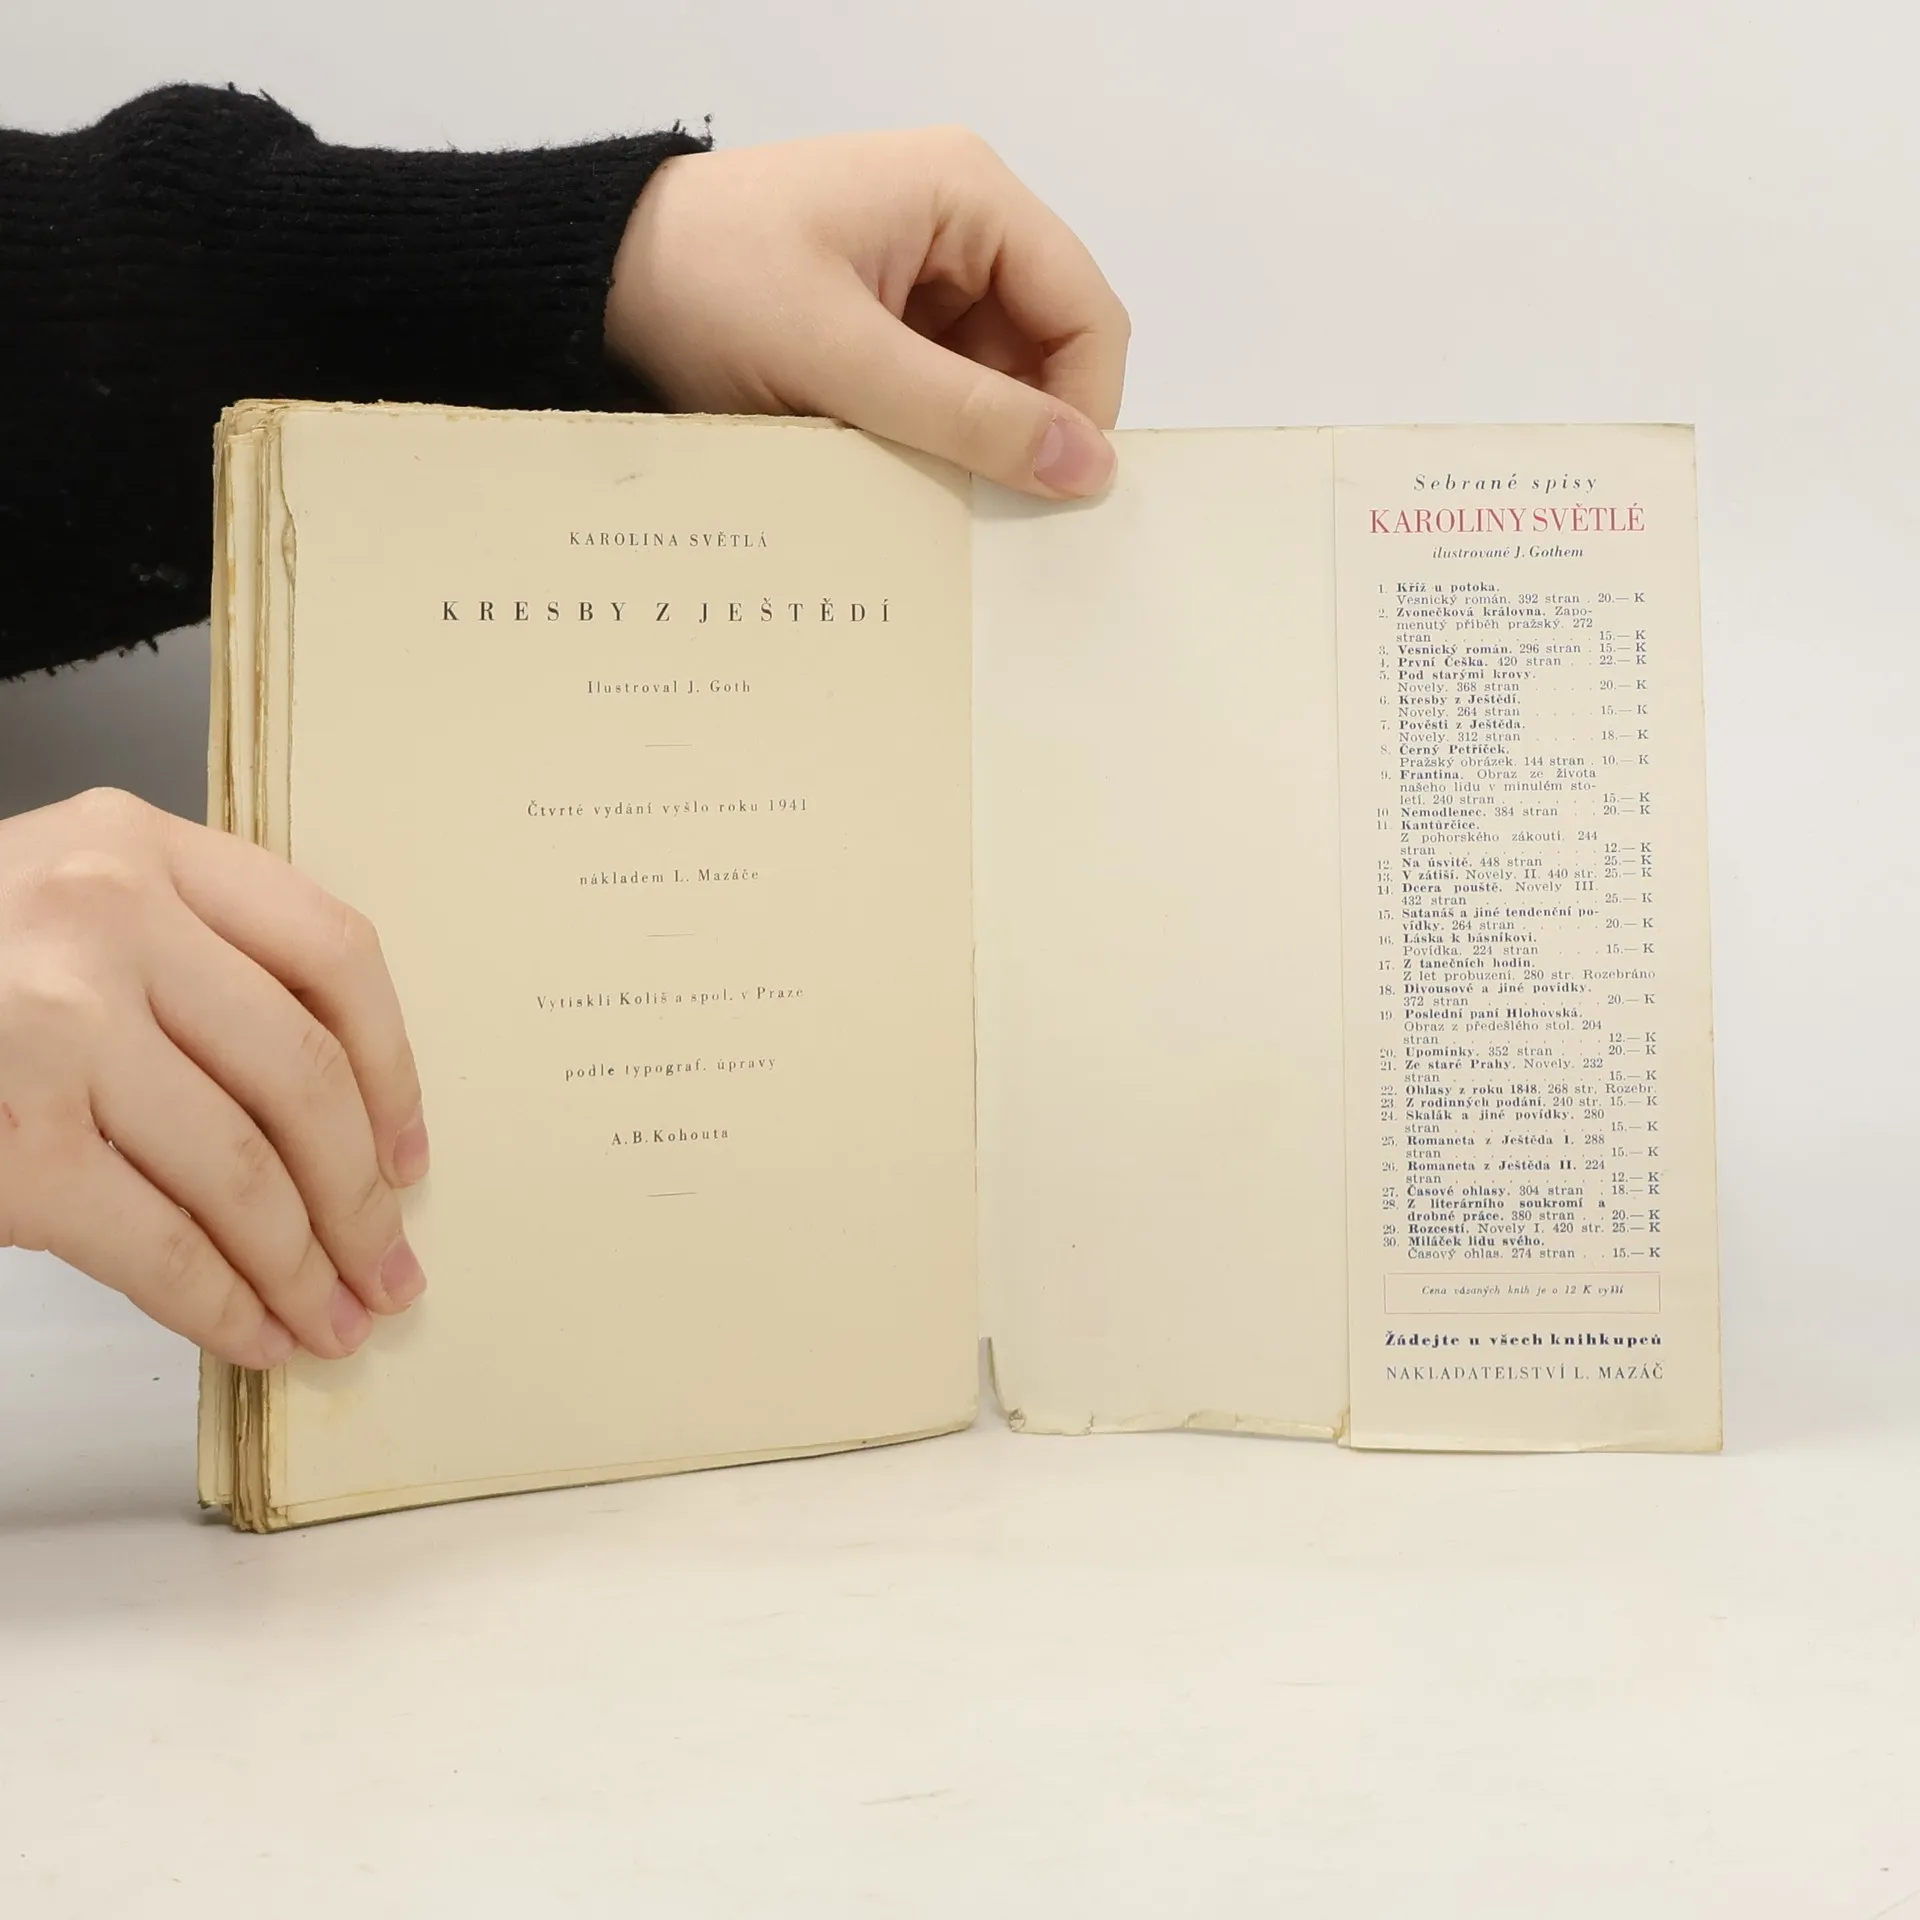 KAROLINA SVĚTLÁ
KRESBY Z JEŠTĚDÍ
Ilustroval J. Goth
Čtvrté vydání vyšlo roku 1941
nákladem L. Mazáče
Vytiskli Koliš a spol. v Praze
podle typograf. úpravy
A. B. Kohouta
Sebrané spisy
KAROLINY SVĚTLÉ
ilustrované J. Gothem
1. Kříž u potoka.
Vesnický román. 392 stran . 20.— K
2. Zvonečková královna. Zapo-
menutý příběh pražský. 272
stran . . . . . . . . . 15.— K
3. Vesnický román. 296 stran . 15.— K
4. První Češka. 420 stran . . 22.— K
5. Pod starými krovy.
Novely. 368 stran . . . . 20.— K
6. Kresby z Ještědí.
Novely. 264 stran . . . . 15.— K
7. Pověsti z Ještěda.
Novely. 312 stran . . . . 18.— K
8. Černý Petříček.
Pražský obrázek. 144 stran . 10.— K
9. Frantina. Obraz ze života
našeho lidu v minulém sto-
letí. 240 stran . . . . . . 15.— K
10. Nemodlenec. 384 stran . . 20.— K
11. Kantůrčice.
Z pohorského zákoutí. 244
stran . . . . . . . . . 12.— K
12. Na úsvitě. 448 stran . . . 25.— K
13. V zátiší. Novely. II. 440 str. 25.— K
14. Dcera pouště. Novely III.
432 stran . . . . . . . 25.— K
15. Satanáš a jiné tendenční po-
vídky. 264 stran . . . . . 20.— K
16. Láska k básníkovi.
Povídka. 224 stran . . . 15.— K
17. Z tanečních hodin.
Z let probuzení. 280 str. Rozebráno
18. Divousové a jiné povídky.
372 stran . . . . . . . 20.— K
19. Poslední paní Hlohovská.
Obraz z předešlého stol. 204
stran . . . . . . . . . 12.— K
20. Upomínky. 352 stran . . . 20.— K
21. Ze staré Prahy. Novely. 232
stran . . . . . . . . . 15.— K
22. Ohlasy z roku 1848. 268 str. Rozebr.
23. Z rodinných podání. 240 str. 15.— K
24. Skalák a jiné povídky. 280
stran . . . . . . . . . 15.— K
25. Romaneta z Ještěda I. 288
stran . . . . . . . . . 15.— K
26. Romaneta z Ještěda II. 224
stran . . . . . . . . . 12.— K
27. Časové ohlasy. 304 stran . 18.— K
28. Z literárního soukromí a
drobné práce. 380 stran . . 20.— K
29. Rozcestí. Novely I. 420 str. 25.— K
30. Miláček lidu svého.
Časový ohlas. 274 stran . . 15.— K
Cena vázaných knih je o 12 K vyšší
Žádejte u všech knihkupců
NAKLADATELSTVÍ L. MAZÁČ